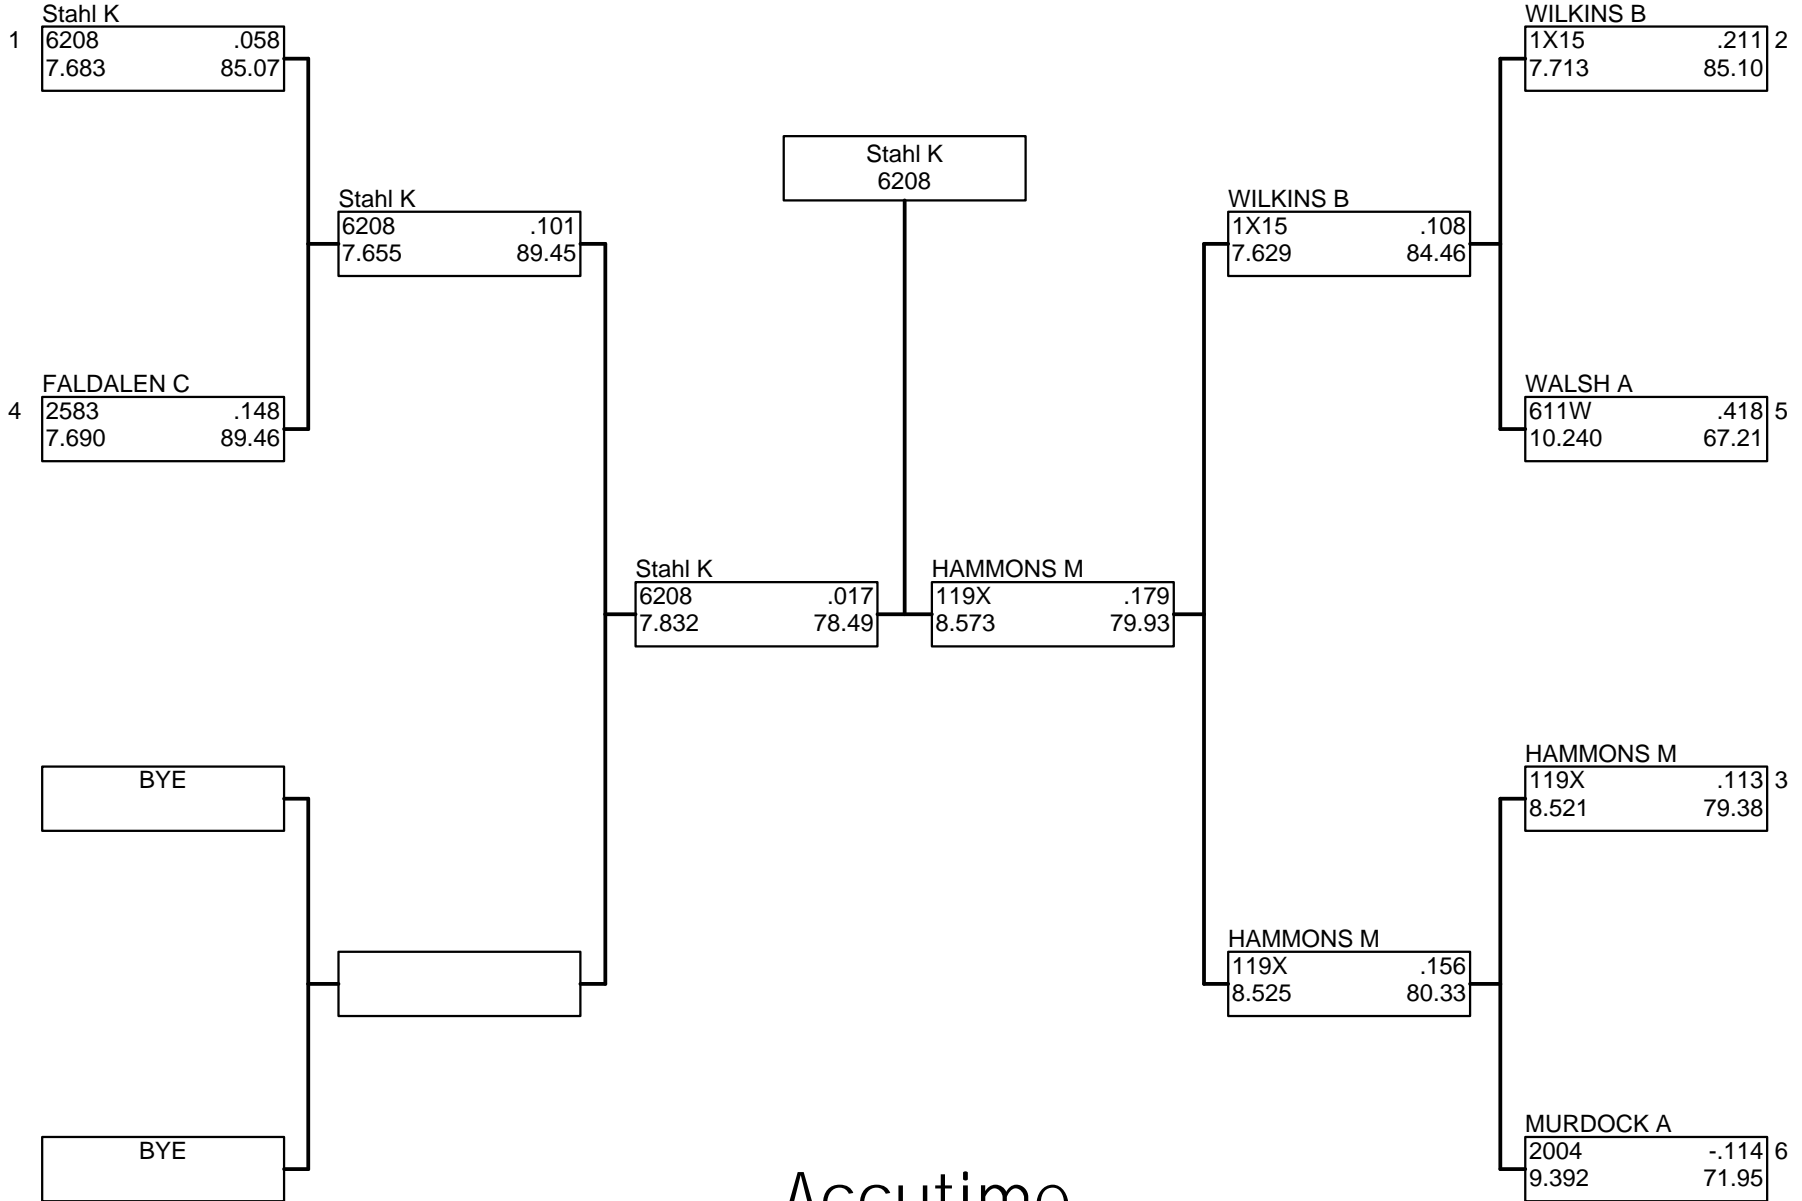 Stahl K
1 6208 .058
7.683 85.07
FALDALEN C
4 2583 .148
7.690 89.46
BYE
BYE
Stahl K
6208 .101
7.655 89.45
Stahl K
6208 .017
7.832 78.49
Stahl K
6208
HAMMONS M
119X .179
8.573 79.93
WILKINS B
1X15 .108
7.629 84.46
HAMMONS M
119X .156
8.525 80.33
WILKINS B
1X15 .211 2
7.713 85.10
WALSH A
611W .418 5
10.240 67.21
HAMMONS M
119X .113 3
8.521 79.38
MURDOCK A
2004 -.114 6
9.392 71.95
Accutime